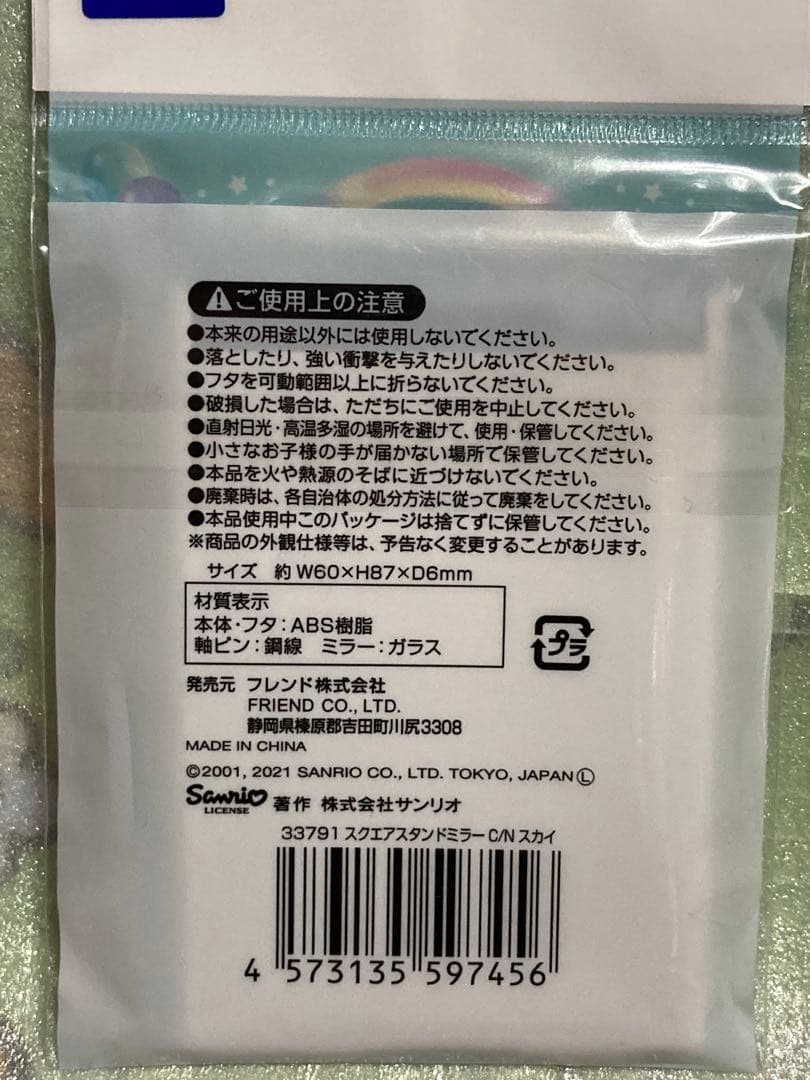 ⚠ご使用上の注意
●本来の用途以外には使用しないでください。
●落としたり、強い衝撃を与えたりしないでください。
●フタを可動範囲以上に折らないでください。
●破損した場合は、ただちにご使用を中止してください。
●直射日光・高温多湿の場所を避けて、使用・保管してください。
●小さなお子様の手が届かない場所で保管してください。
●本品を火や熱源のそばに近づけないでください。
●廃棄時は、各自治体の処分方法に従って廃棄をしてください。
●本品使用中このパッケージは捨てずに保管してください。
※商品の外観仕様等は、予告なく変更することがあります。
サイズ 約 W60×H87×D6mm
材質表示
本体・フタ：ABS樹脂
軸ピン：鋼線 ミラー：ガラス
プラ
発売元 フレンド株式会社
FRIEND CO., LTD.
静岡県榛原郡吉田町川尻3308
MADE IN CHINA
©2001, 2021 SANRIO CO., LTD. TOKYO, JAPAN Ⓛ
Sanrio LICENSE 著作 株式会社サンリオ
33791 スクエアスタンドミラー C/N スカイ
4 573135 597456